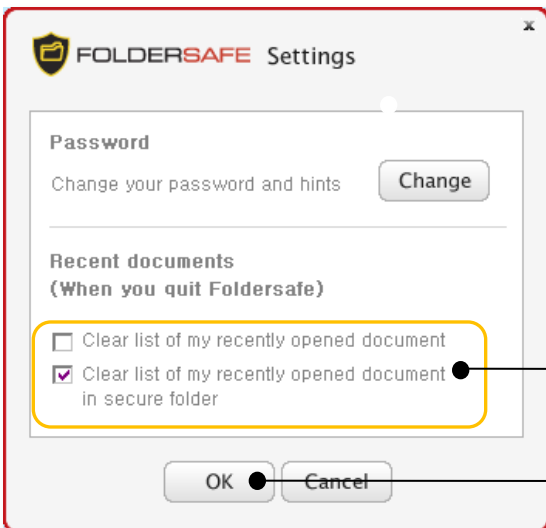 x
FOLDERSAFE Settings
Password
Change your password and hints Change
Recent documents
(When you quit Foldersafe)
Clear list of my recently opened document
Clear list of my recently opened document
in secure folder
OK Cancel